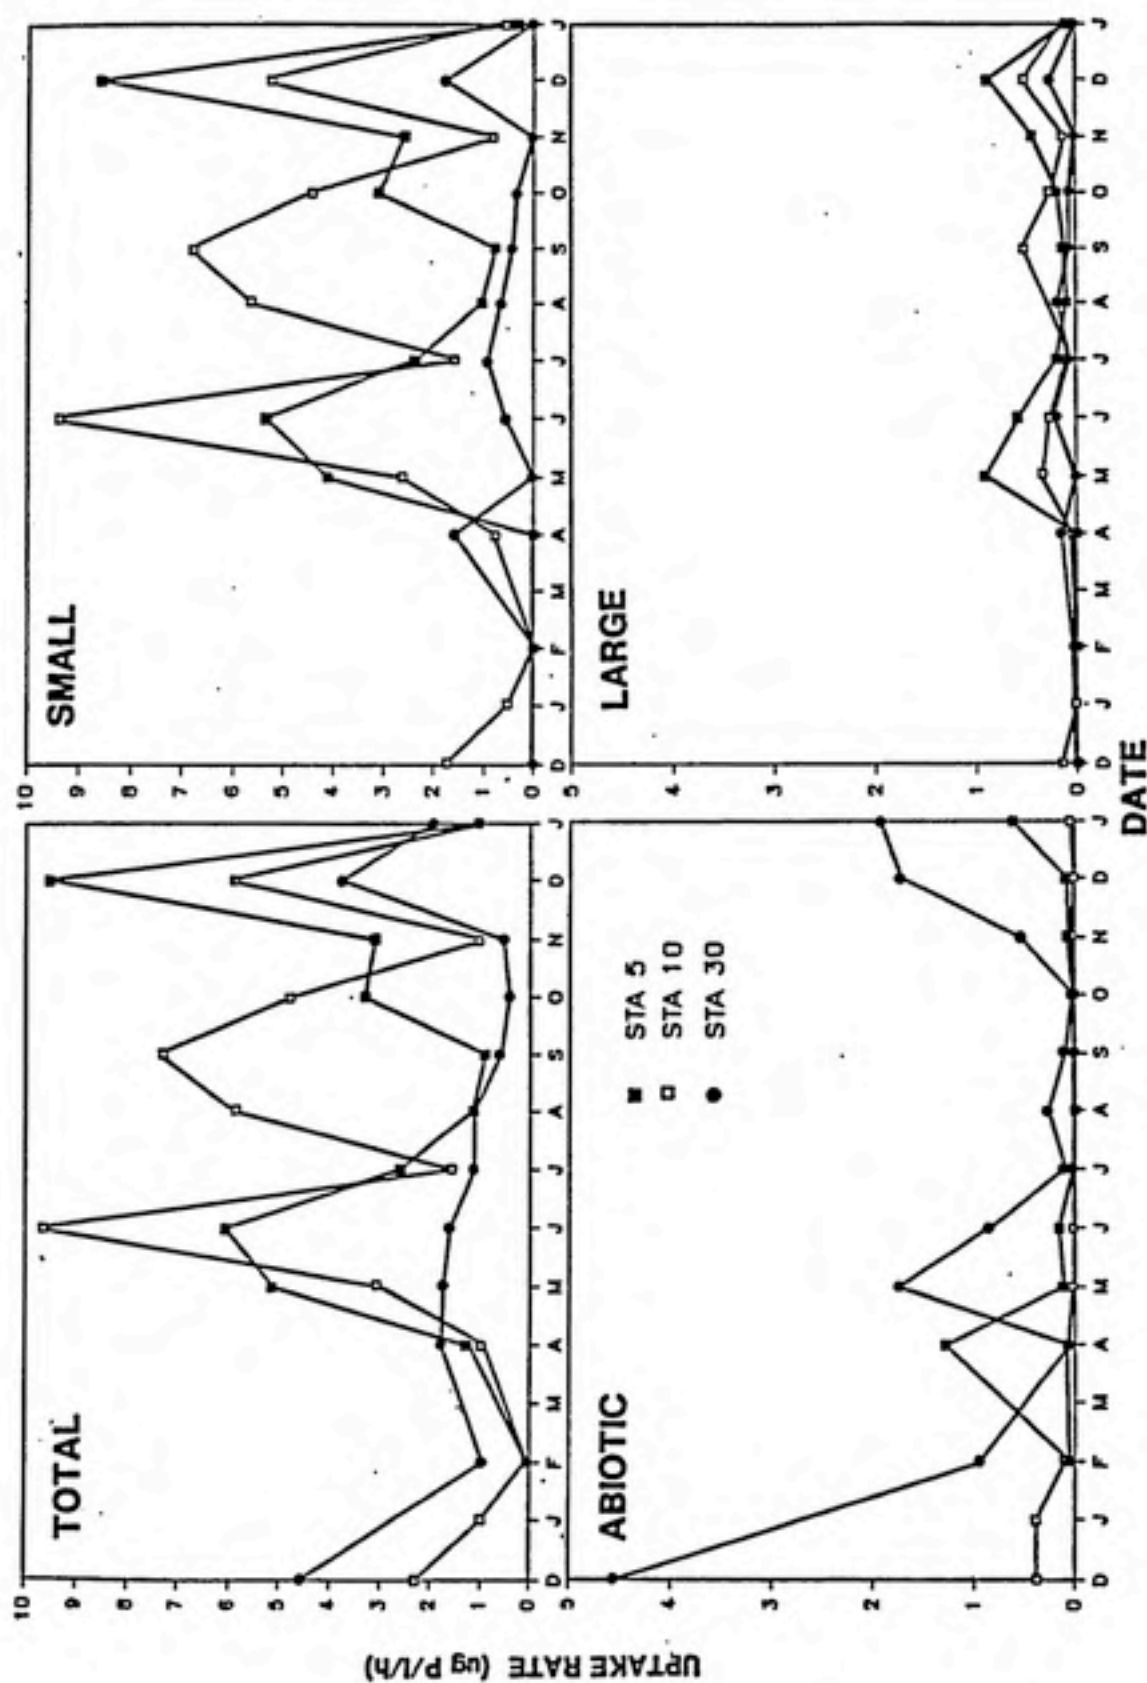 UPTAKE RATE (ug P/l/h)
TOTAL
10
9
8
7
6
5
4
3
2
1
0
D J F M A M J J A S O N D J
SMALL
10
9
8
7
6
5
4
3
2
1
0
D J F M A M J J A S O N D J
ABIOTIC
STA 5
STA 10
STA 30
5
4
3
2
1
0
D J F M A M J J A S O N D J
LARGE
5
4
3
2
1
0
D J F M A M J J A S O N D J
DATE